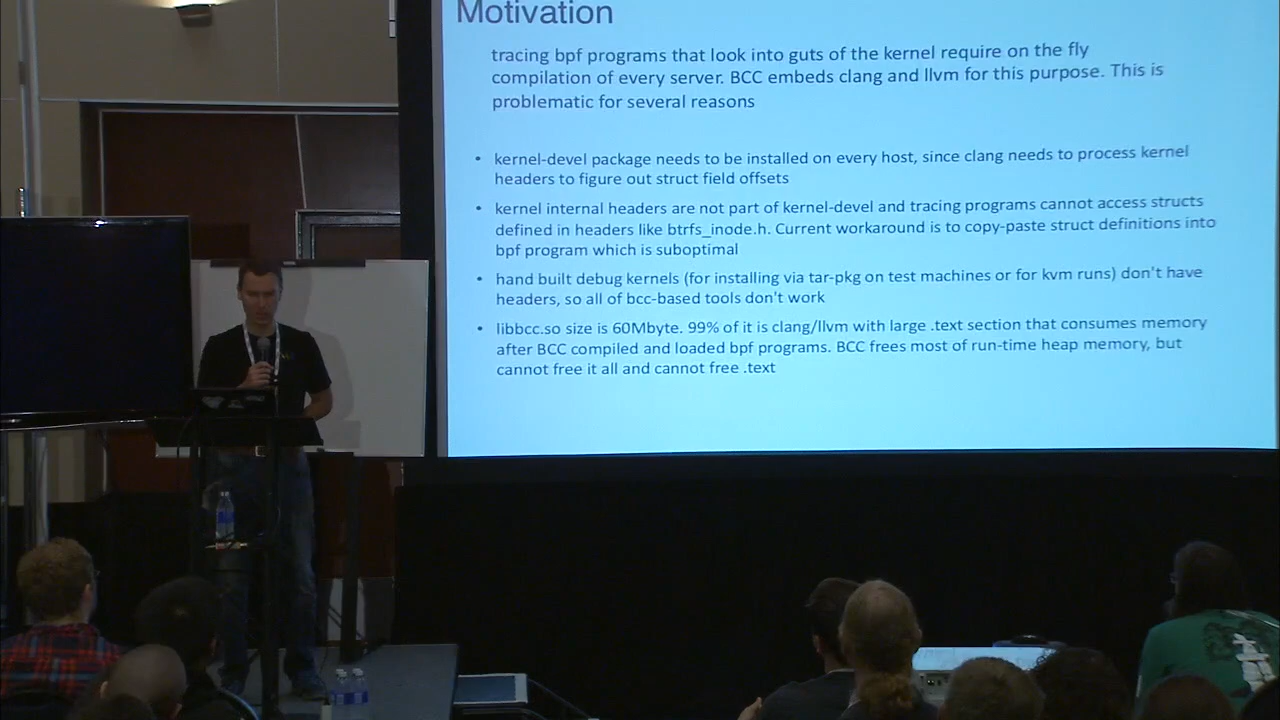 Motivation
tracing bpf programs that look into guts of the kernel require on the fly
compilation of every server. BCC embeds clang and llvm for this purpose. This is
problematic for several reasons
• kernel-devel package needs to be installed on every host, since clang needs to process kernel
headers to figure out struct field offsets
• kernel internal headers are not part of kernel-devel and tracing programs cannot access structs
defined in headers like btrfs_inode.h. Current workaround is to copy-paste struct definitions into
bpf program which is suboptimal
• hand built debug kernels (for installing via tar-pkg on test machines or for kvm runs) don't have
headers, so all of bcc-based tools don't work
• libbcc.so size is 60Mbyte. 99% of it is clang/llvm with large .text section that consumes memory
after BCC compiled and loaded bpf programs. BCC frees most of run-time heap memory, but
cannot free it all and cannot free .text